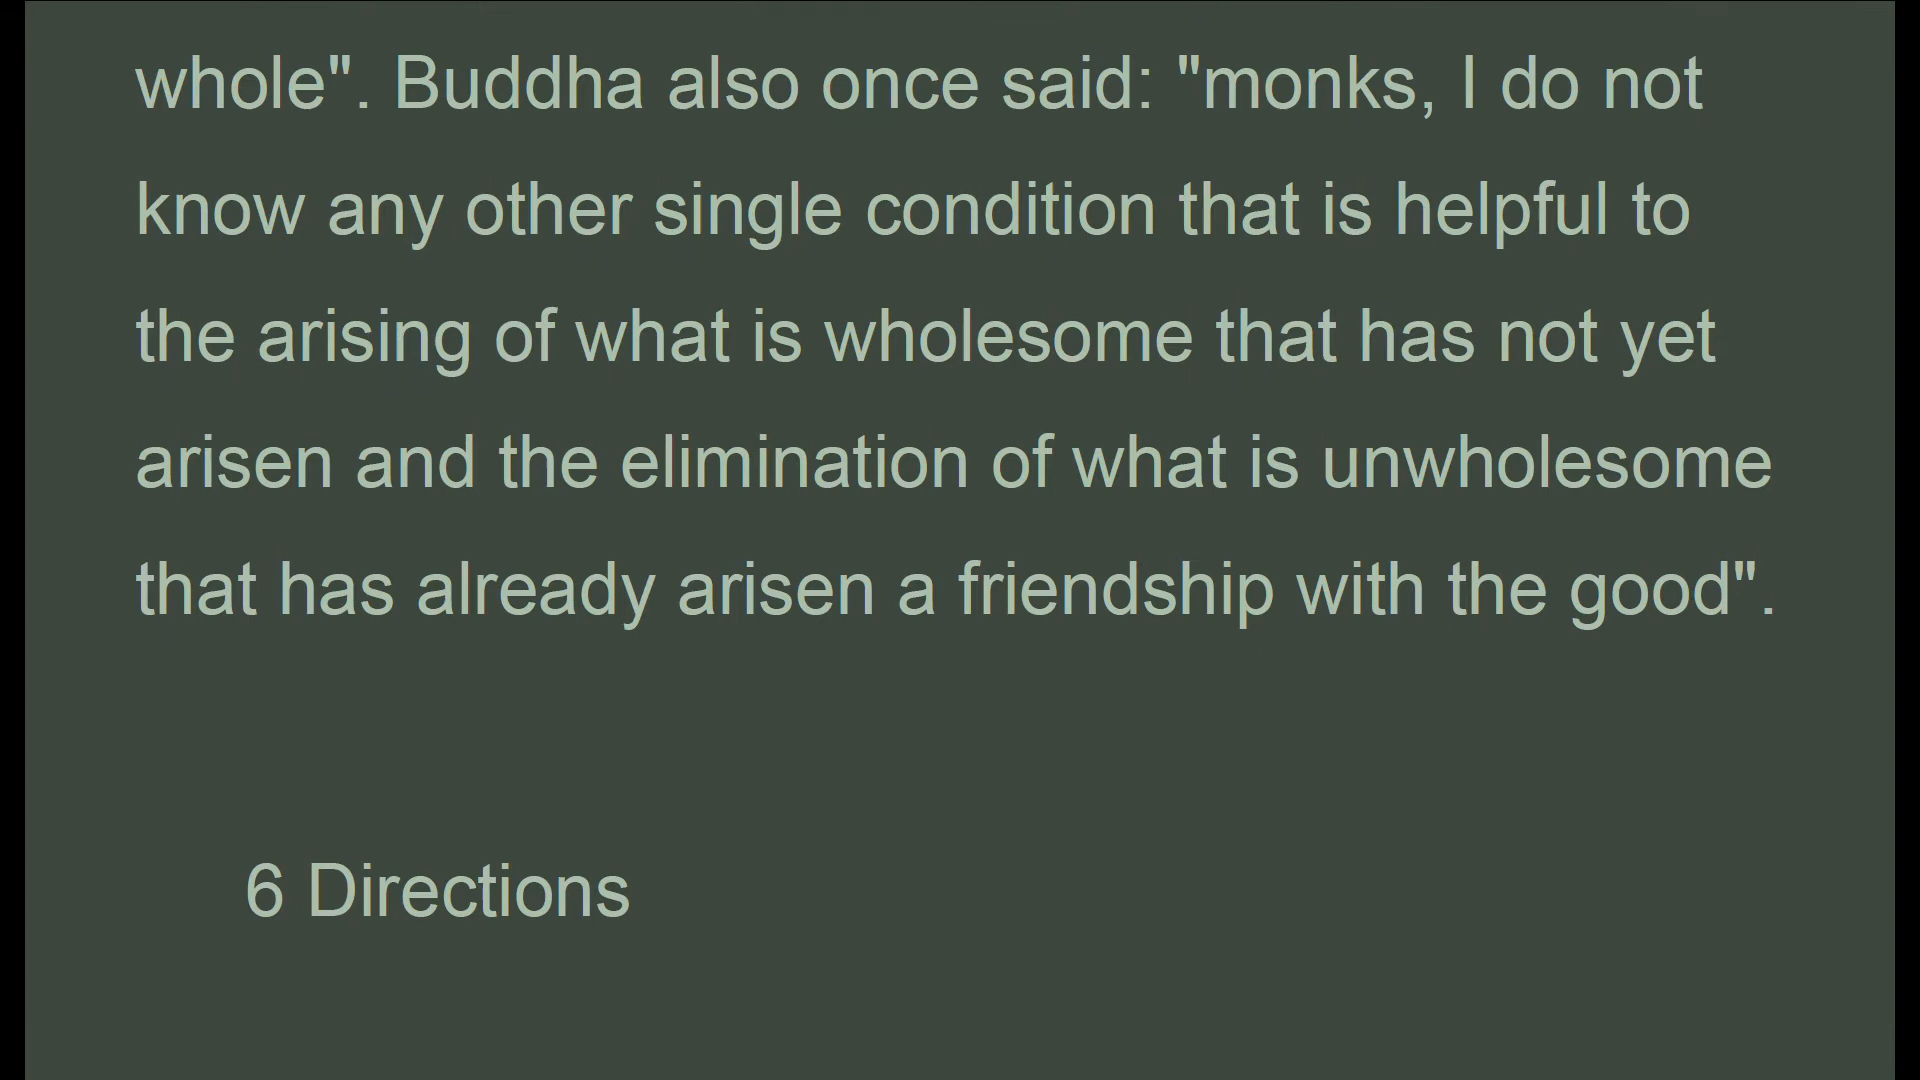 whole". Buddha also once said: "monks, I do not
know any other single condition that is helpful to
the arising of what is wholesome that has not yet
arisen and the elimination of what is unwholesome
that has already arisen a friendship with the good".
6 Directions